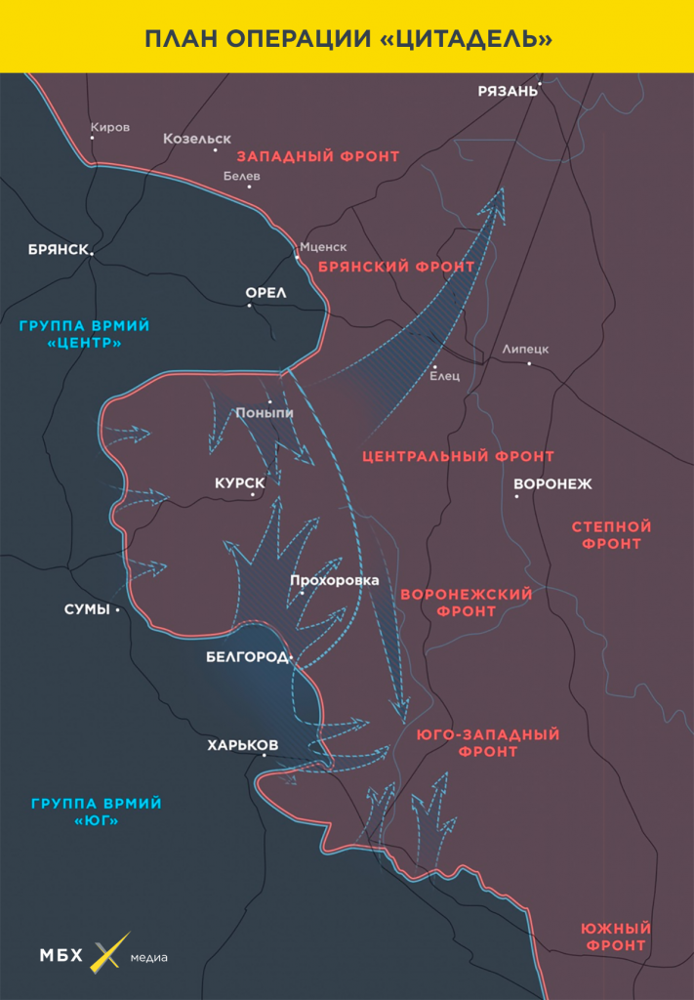 ПЛАН ОПЕРАЦИИ «ЦИТАДЕЛЬ»
РЯЗАНЬ
Киров
Козельск
ЗАПАДНЫЙ ФРОНТ
Белев
БРЯНСК
Мценск
БРЯНСКИЙ ФРОНТ
ОРЕЛ
ГРУППА ВРМИЙ
«ЦЕНТР»
Липецк
Елец
Поныпи
ЦЕНТРАЛЬНЫЙ ФРОНТ
КУРСК
ВОРОНЕЖ
СТЕПНОЙ
ФРОНТ
Прохоровка
ВОРОНЕЖСКИЙ
ФРОНТ
СУМЫ
БЕЛГОРОД
ЮГО-ЗАПАДНЫЙ
ФРОНТ
ХАРЬКОВ
ГРУППА ВРМИЙ
«ЮГ»
ЮЖНЫЙ
ФРОНТ
МБХ медиа